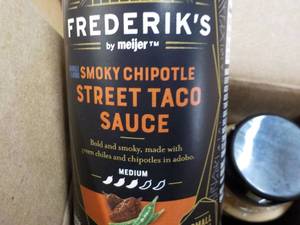 FREDERIK'S
by meijer™
SMOKY CHIPOTLE
STREET TACO
SAUCE
Bold and smoky, made with
green chiles and chipotles in adobo.
MEDIUM
SMALL